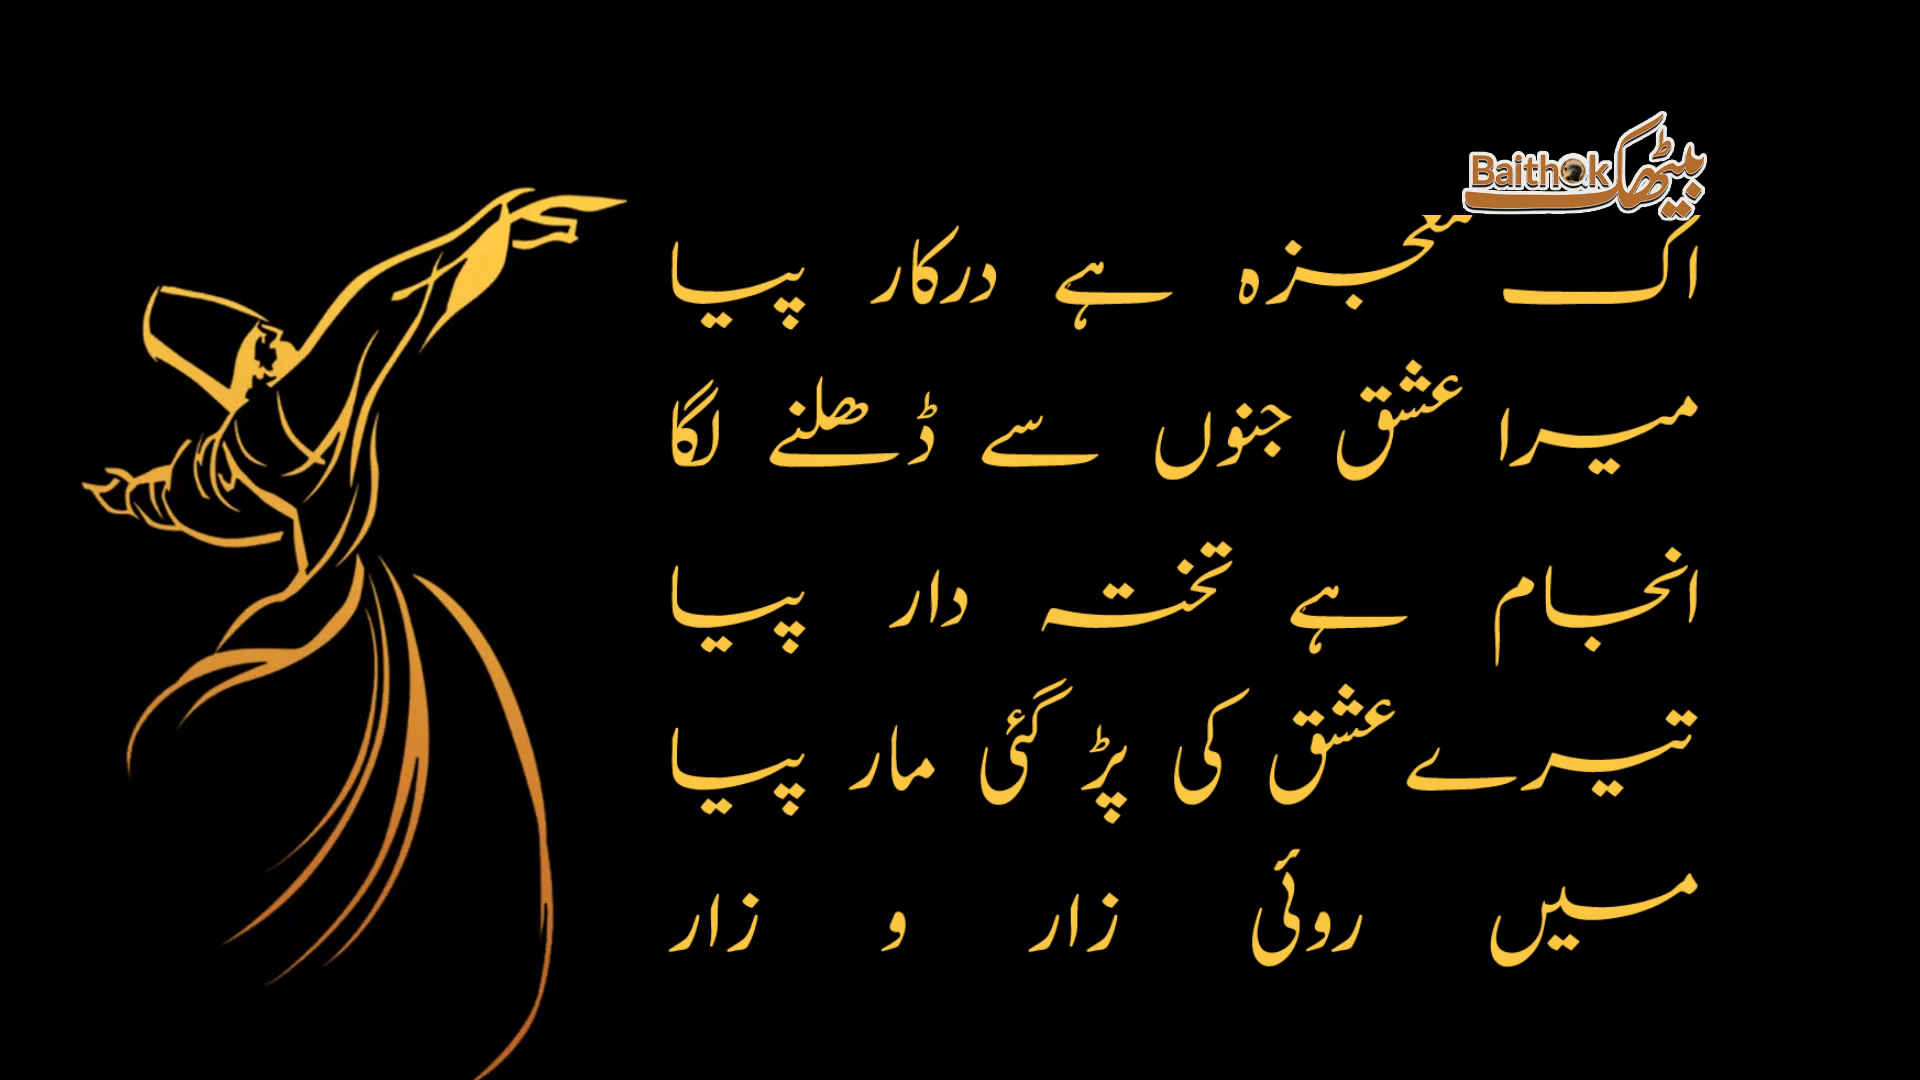 بیٹھک Baithak
اک معجزہ ہے درکار پیا
میرا عشق جنوں سے ڈھلنے لگا
انجام ہے تختہ دار پیا
تیرے عشق کی پڑ گئی مار پیا
میں روئی زار و زار